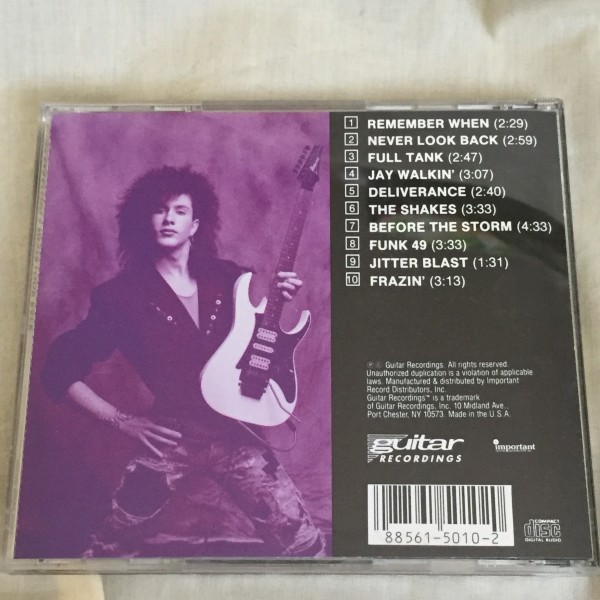 1 REMEMBER WHEN (2:29)
2 NEVER LOOK BACK (2:59)
3 FULL TANK (2:47)
4 JAY WALKIN' (3:07)
5 DELIVERANCE (2:40)
6 THE SHAKES (3:33)
7 BEFORE THE STORM (4:33)
8 FUNK 49 (3:33)
9 JITTER BLAST (1:31)
10 FRAZIN' (3:13)
℗ © Guitar Recordings. All rights reserved.
Unauthorized duplication is a violation of applicable
laws. Manufactured & distributed by Important
Record Distributors, Inc.
Guitar Recordings™ is a trademark
of Guitar Recordings, Inc. 10 Midland Ave.,
Port Chester, NY 10573. Made in the U.S.A.
guitar
RECORDINGS
important
88561-5010-2
COMPACT
disc
DIGITAL AUDIO